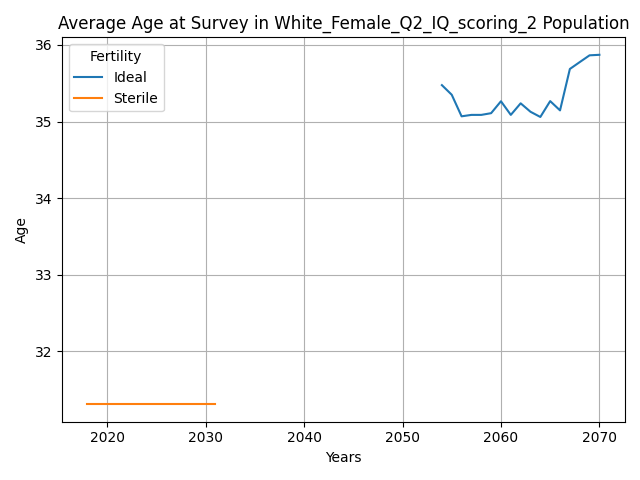 Average Age at Survey in White_Female_Q2_IQ_scoring_2 Population
Fertility
Ideal
Sterile
36
35
34
33
32
Age
2020 2030 2040 2050 2060 2070
Years